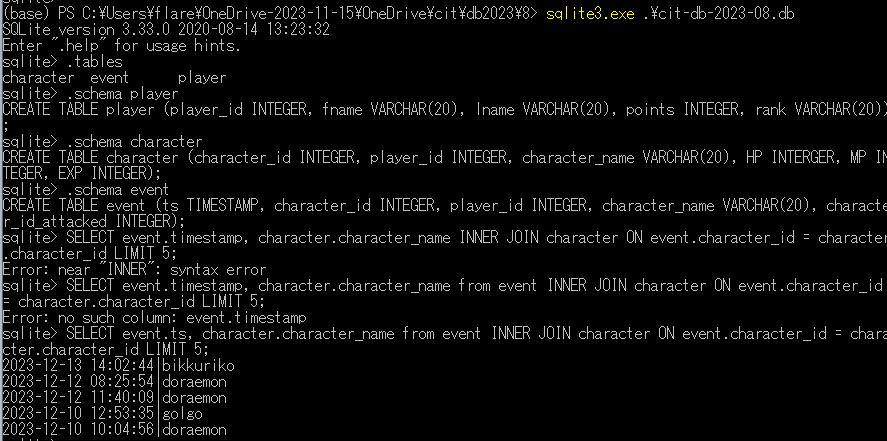 (base) PS C:¥Users¥flare¥OneDrive-2023-11-15¥OneDrive¥cit¥db2023¥8> sqlite3.exe .¥cit-db-2023-08.db
SQLite version 3.33.0 2020-08-14 13:23:32
Enter ".help" for usage hints.
sqlite> .tables
character  event      player
sqlite> .schema player
CREATE TABLE player (player_id INTEGER, fname VARCHAR(20), lname VARCHAR(20), points INTEGER, rank VARCHAR(20))
;
sqlite> .schema character
CREATE TABLE character (character_id INTEGER, player_id INTEGER, character_name VARCHAR(20), HP INTERGER, MP IN
TEGER, EXP INTEGER);
sqlite> .schema event
CREATE TABLE event (ts TIMESTAMP, character_id INTEGER, player_id INTEGER, character_name VARCHAR(20), characte
r_id_attacked INTEGER);
sqlite> SELECT event.timestamp, character.character_name INNER JOIN character ON event.character_id = character
.character_id LIMIT 5;
Error: near "INNER": syntax error
sqlite> SELECT event.timestamp, character.character_name from event INNER JOIN character ON event.character_id
= character.character_id LIMIT 5;
Error: no such column: event.timestamp
sqlite> SELECT event.ts, character.character_name from event INNER JOIN character ON event.character_id = chara
cter.character_id LIMIT 5;
2023-12-13 14:02:44|bikkuriko
2023-12-12 08:25:54|doraemon
2023-12-12 11:40:09|doraemon
2023-12-10 12:53:35|golgo
2023-12-10 10:04:56|doraemon